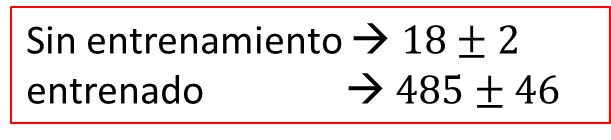 Sin entrenamiento → 18 ± 2
entrenado → 485 ± 46